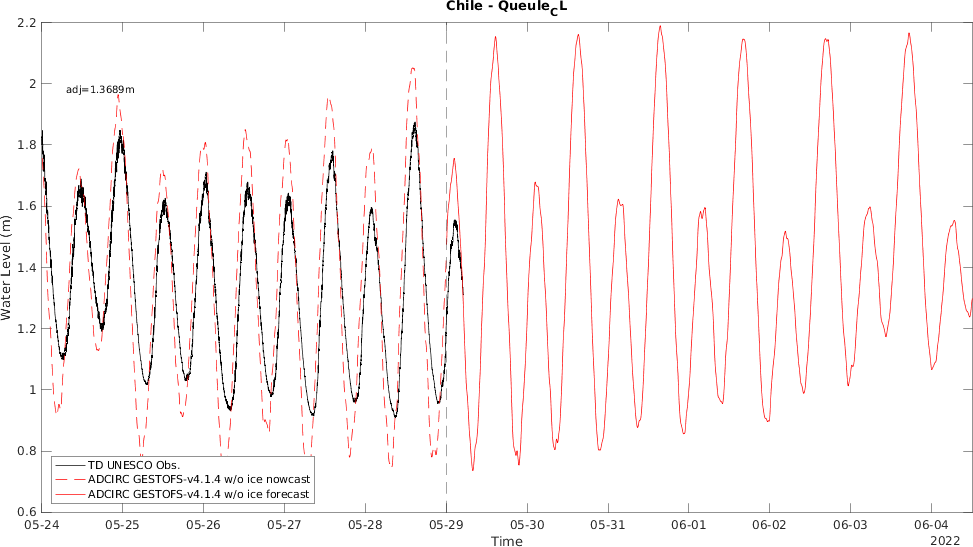 Chile - Queule_CL
2.2
2
1.8
1.6
1.4
1.2
1
0.8
0.6
Water Level (m)
adj=1.3689m
TD UNESCO Obs.
ADCIRC GESTOFS-v4.1.4 w/o ice nowcast
ADCIRC GESTOFS-v4.1.4 w/o ice forecast
05-24 05-25 05-26 05-27 05-28 05-29 05-30 05-31 06-01 06-02 06-03 06-04
Time
2022